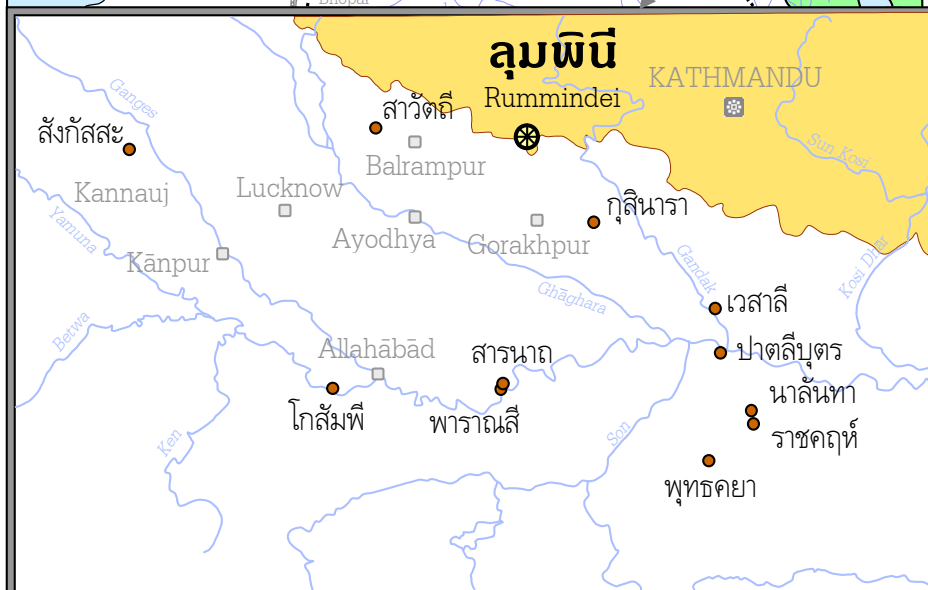 Bhopal
ลุมพินี
KATHMANDU
Rummindei
Ganges
สาวัตถี
สังกัสสะ
Sun Kosi
Balrampur
Kannauj
Lucknow
กุสินารา
Yamuna
Ayodhya
Gorakhpur
Kānpur
Gandak
Kosi Dhār
Ghāghara
เวสาลี
Betwa
Allahābād
สารนาถ
ปาตลีบุตร
นาลันทา
โกสัมพี
พาราณสี
ราชคฤห์
Ken
Son
พุทธคยา